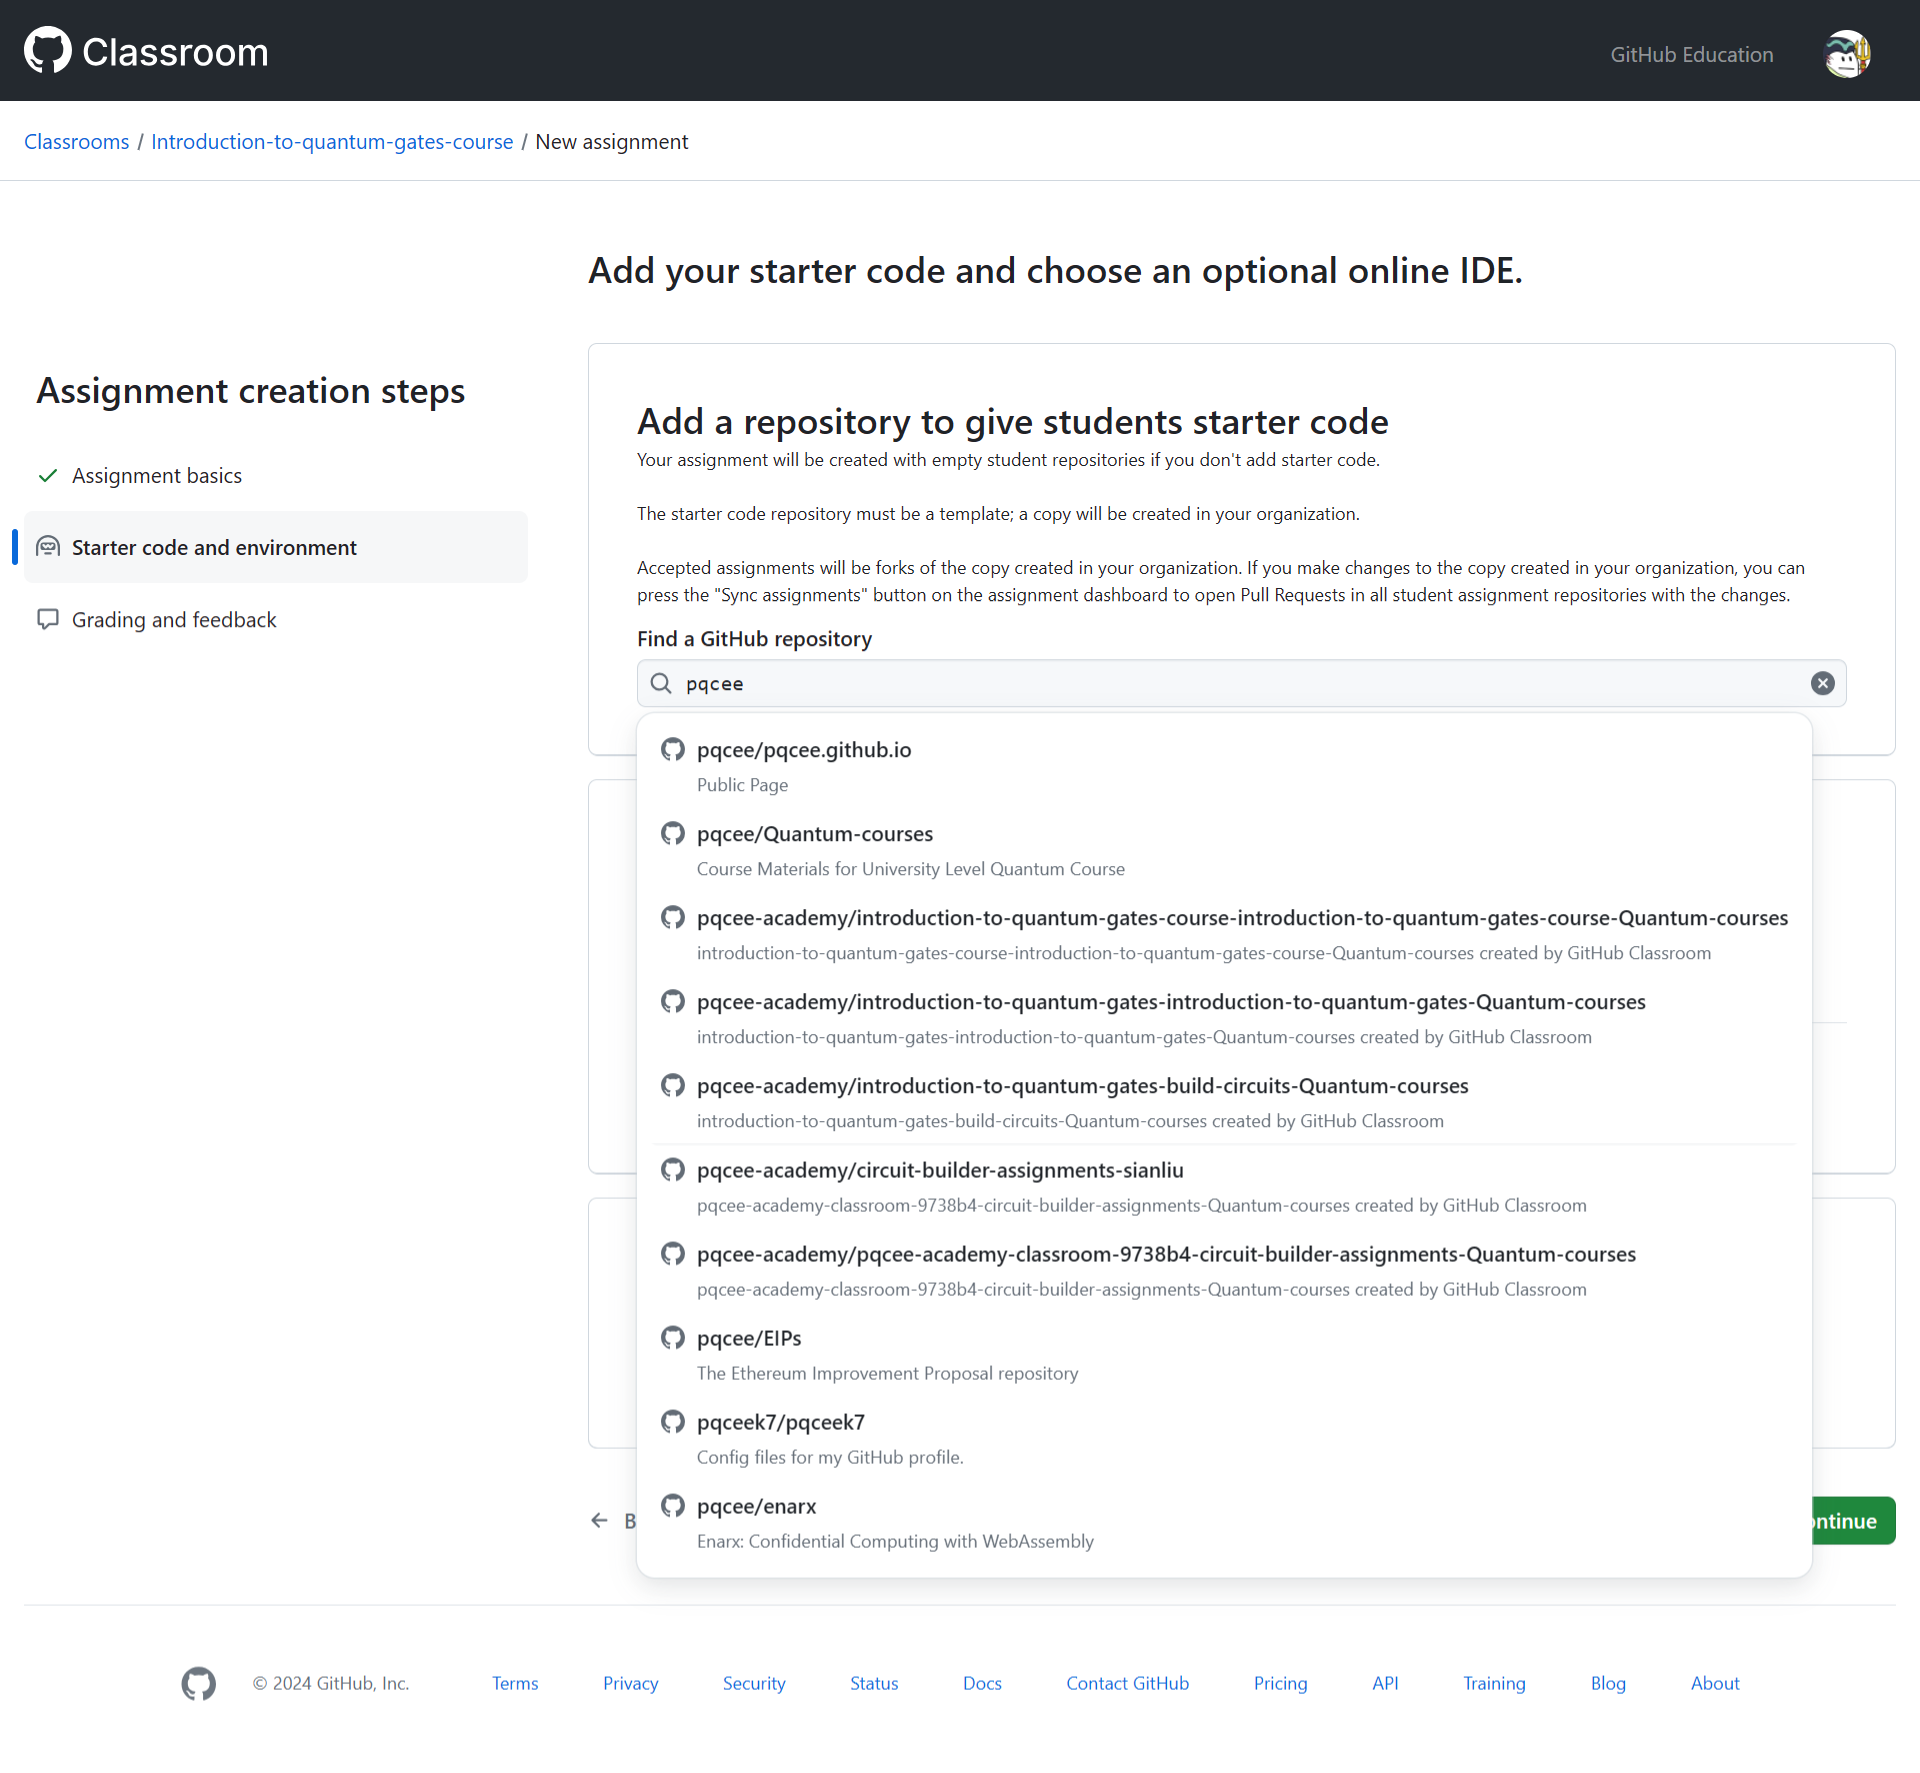 Classroom
GitHub Education
Classrooms / Introduction-to-quantum-gates-course / New assignment
Add your starter code and choose an optional online IDE.
Assignment creation steps
Assignment basics
Starter code and environment
Grading and feedback
Add a repository to give students starter code
Your assignment will be created with empty student repositories if you don't add starter code.
The starter code repository must be a template; a copy will be created in your organization.
Accepted assignments will be forks of the copy created in your organization. If you make changes to the copy created in your organization, you can
press the "Sync assignments" button on the assignment dashboard to open Pull Requests in all student assignment repositories with the changes.
Find a GitHub repository
pqcee
pqcee/pqcee.github.io
Public Page
pqcee/Quantum-courses
Course Materials for University Level Quantum Course
pqcee-academy/introduction-to-quantum-gates-course-introduction-to-quantum-gates-course-Quantum-courses
introduction-to-quantum-gates-course-introduction-to-quantum-gates-course-Quantum-courses created by GitHub Classroom
pqcee-academy/introduction-to-quantum-gates-introduction-to-quantum-gates-Quantum-courses
introduction-to-quantum-gates-introduction-to-quantum-gates-Quantum-courses created by GitHub Classroom
pqcee-academy/introduction-to-quantum-gates-build-circuits-Quantum-courses
introduction-to-quantum-gates-build-circuits-Quantum-courses created by GitHub Classroom
pqcee-academy/circuit-builder-assignments-sianliu
pqcee-academy-classroom-9738b4-circuit-builder-assignments-Quantum-courses created by GitHub Classroom
pqcee-academy/pqcee-academy-classroom-9738b4-circuit-builder-assignments-Quantum-courses
pqcee-academy-classroom-9738b4-circuit-builder-assignments-Quantum-courses created by GitHub Classroom
pqcee/EIPs
The Ethereum Improvement Proposal repository
pqceek7/pqceek7
Config files for my GitHub profile.
pqcee/enarx
Enarx: Confidential Computing with WebAssembly
B
ontinue
© 2024 GitHub, Inc.
Terms
Privacy
Security
Status
Docs
Contact GitHub
Pricing
API
Training
Blog
About